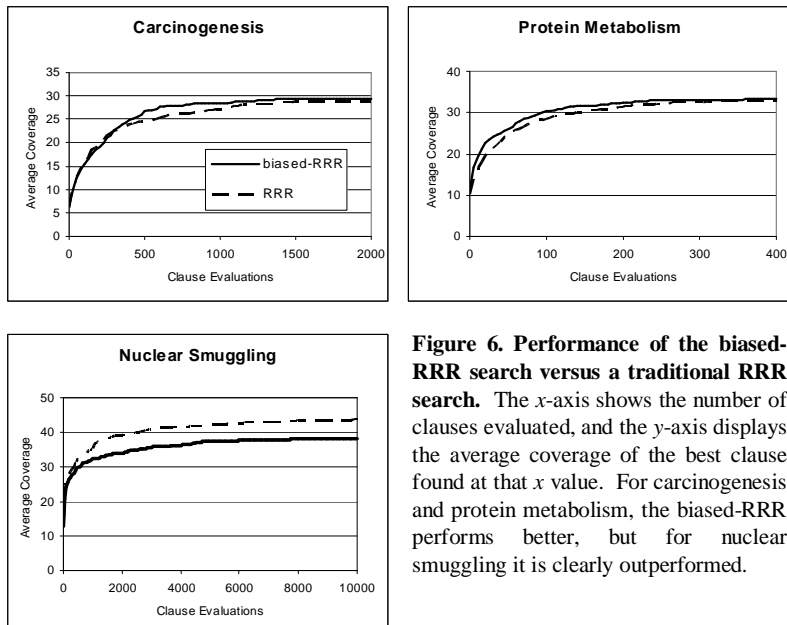 Carcinogenesis
35
30
25
20
15
10
5
0
Average Coverage
biased-RRR
RRR
0 500 1000 1500 2000
Clause Evaluations
Protein Metabolism
40
30
20
10
0
Average Coverage
0 100 200 300 400
Clause Evaluations
Nuclear Smuggling
50
40
30
20
10
0
Average Coverage
0 2000 4000 6000 8000 10000
Clause Evaluations
Figure 6. Performance of the biased-
RRR search versus a traditional RRR
search. The x-axis shows the number of
clauses evaluated, and the y-axis displays
the average coverage of the best clause
found at that x value. For carcinogenesis
and protein metabolism, the biased-RRR
performs better, but for nuclear
smuggling it is clearly outperformed.